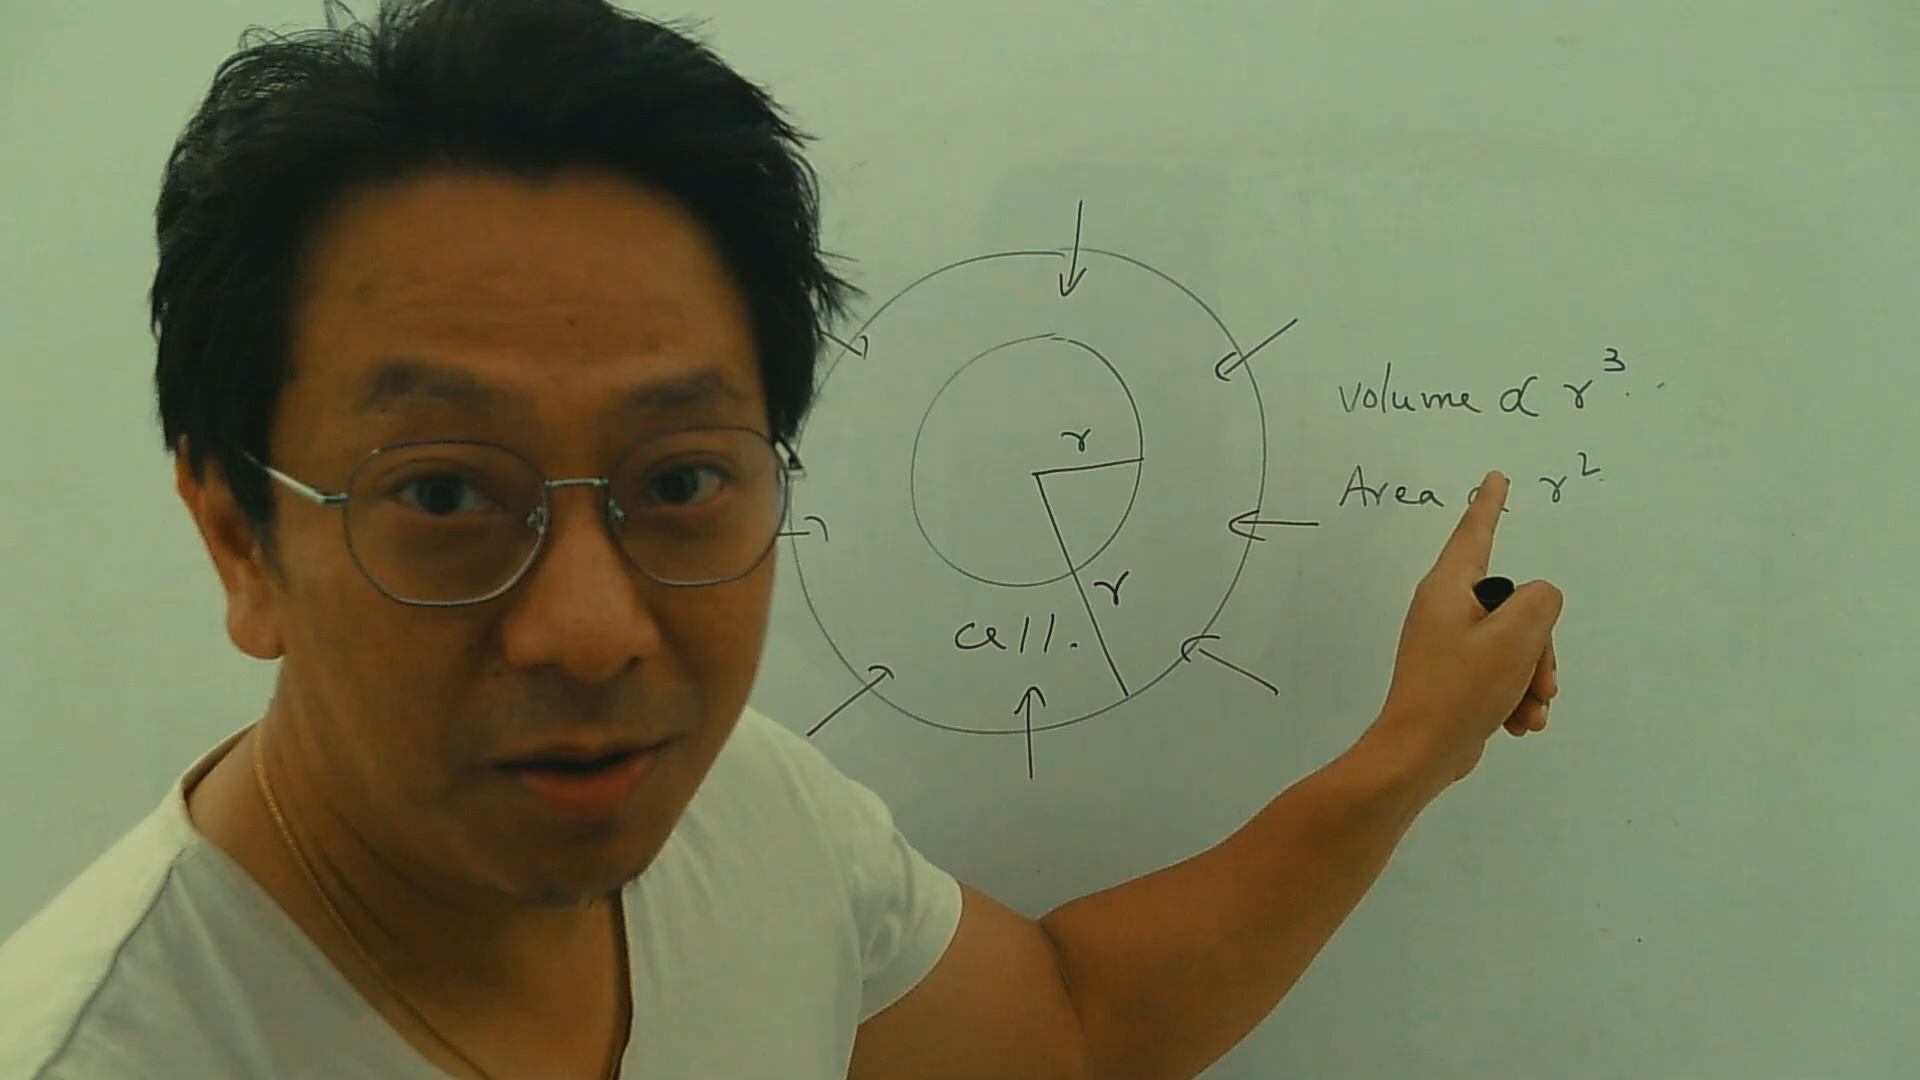 volume ∝ r³.
Area ∝ r²
r
r
cell.